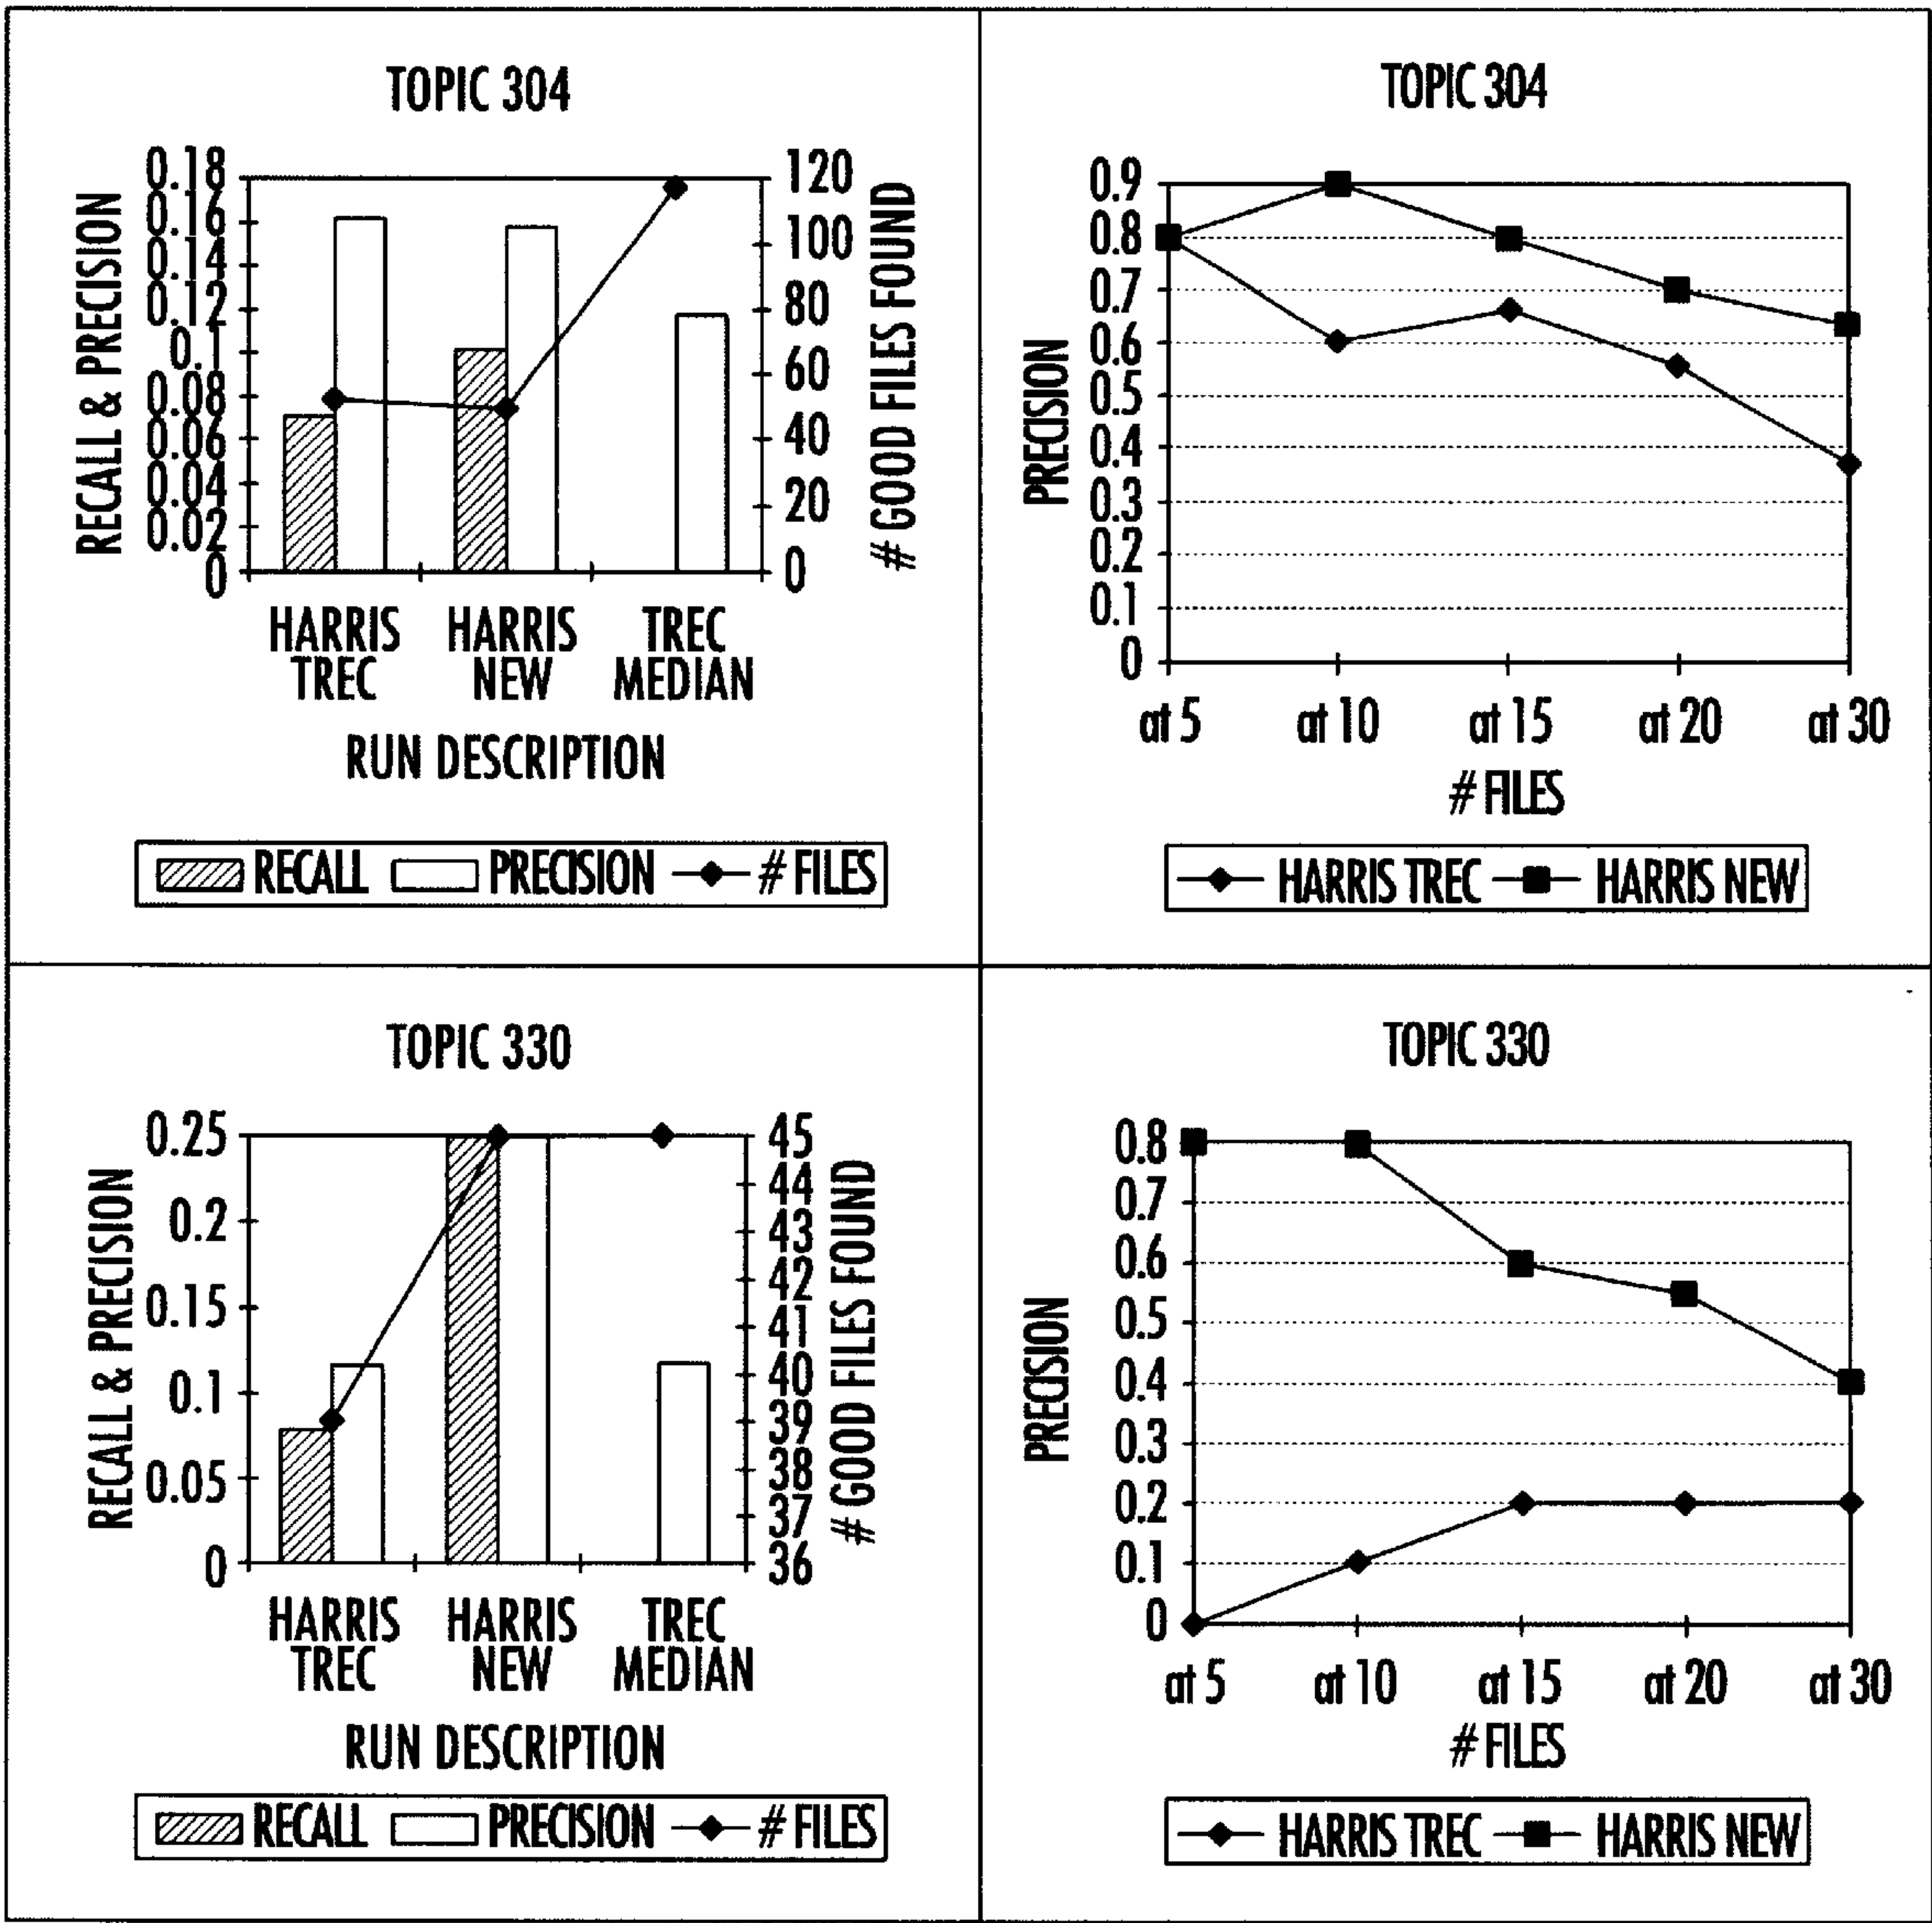 TOPIC 304
RECALL & PRECISION
0.18
0.16
0.14
0.12
0.1
0.08
0.06
0.04
0.02
0
120
100
80
60
40
20
0
# GOOD FILES FOUND
HARRIS TREC
HARRIS NEW
TREC MEDIAN
RUN DESCRIPTION
RECALL PRECISION # FILES
TOPIC 304
PRECISION
0.9
0.8
0.7
0.6
0.5
0.4
0.3
0.2
0.1
0
at 5 at 10 at 15 at 20 at 30
# FILES
HARRIS TREC HARRIS NEW
TOPIC 330
RECALL & PRECISION
0.25
0.2
0.15
0.1
0.05
0
45
44
43
42
41
40
39
38
37
36
# GOOD FILES FOUND
HARRIS TREC
HARRIS NEW
TREC MEDIAN
RUN DESCRIPTION
RECALL PRECISION # FILES
TOPIC 330
PRECISION
0.8
0.7
0.6
0.5
0.4
0.3
0.2
0.1
0
at 5 at 10 at 15 at 20 at 30
# FILES
HARRIS TREC HARRIS NEW